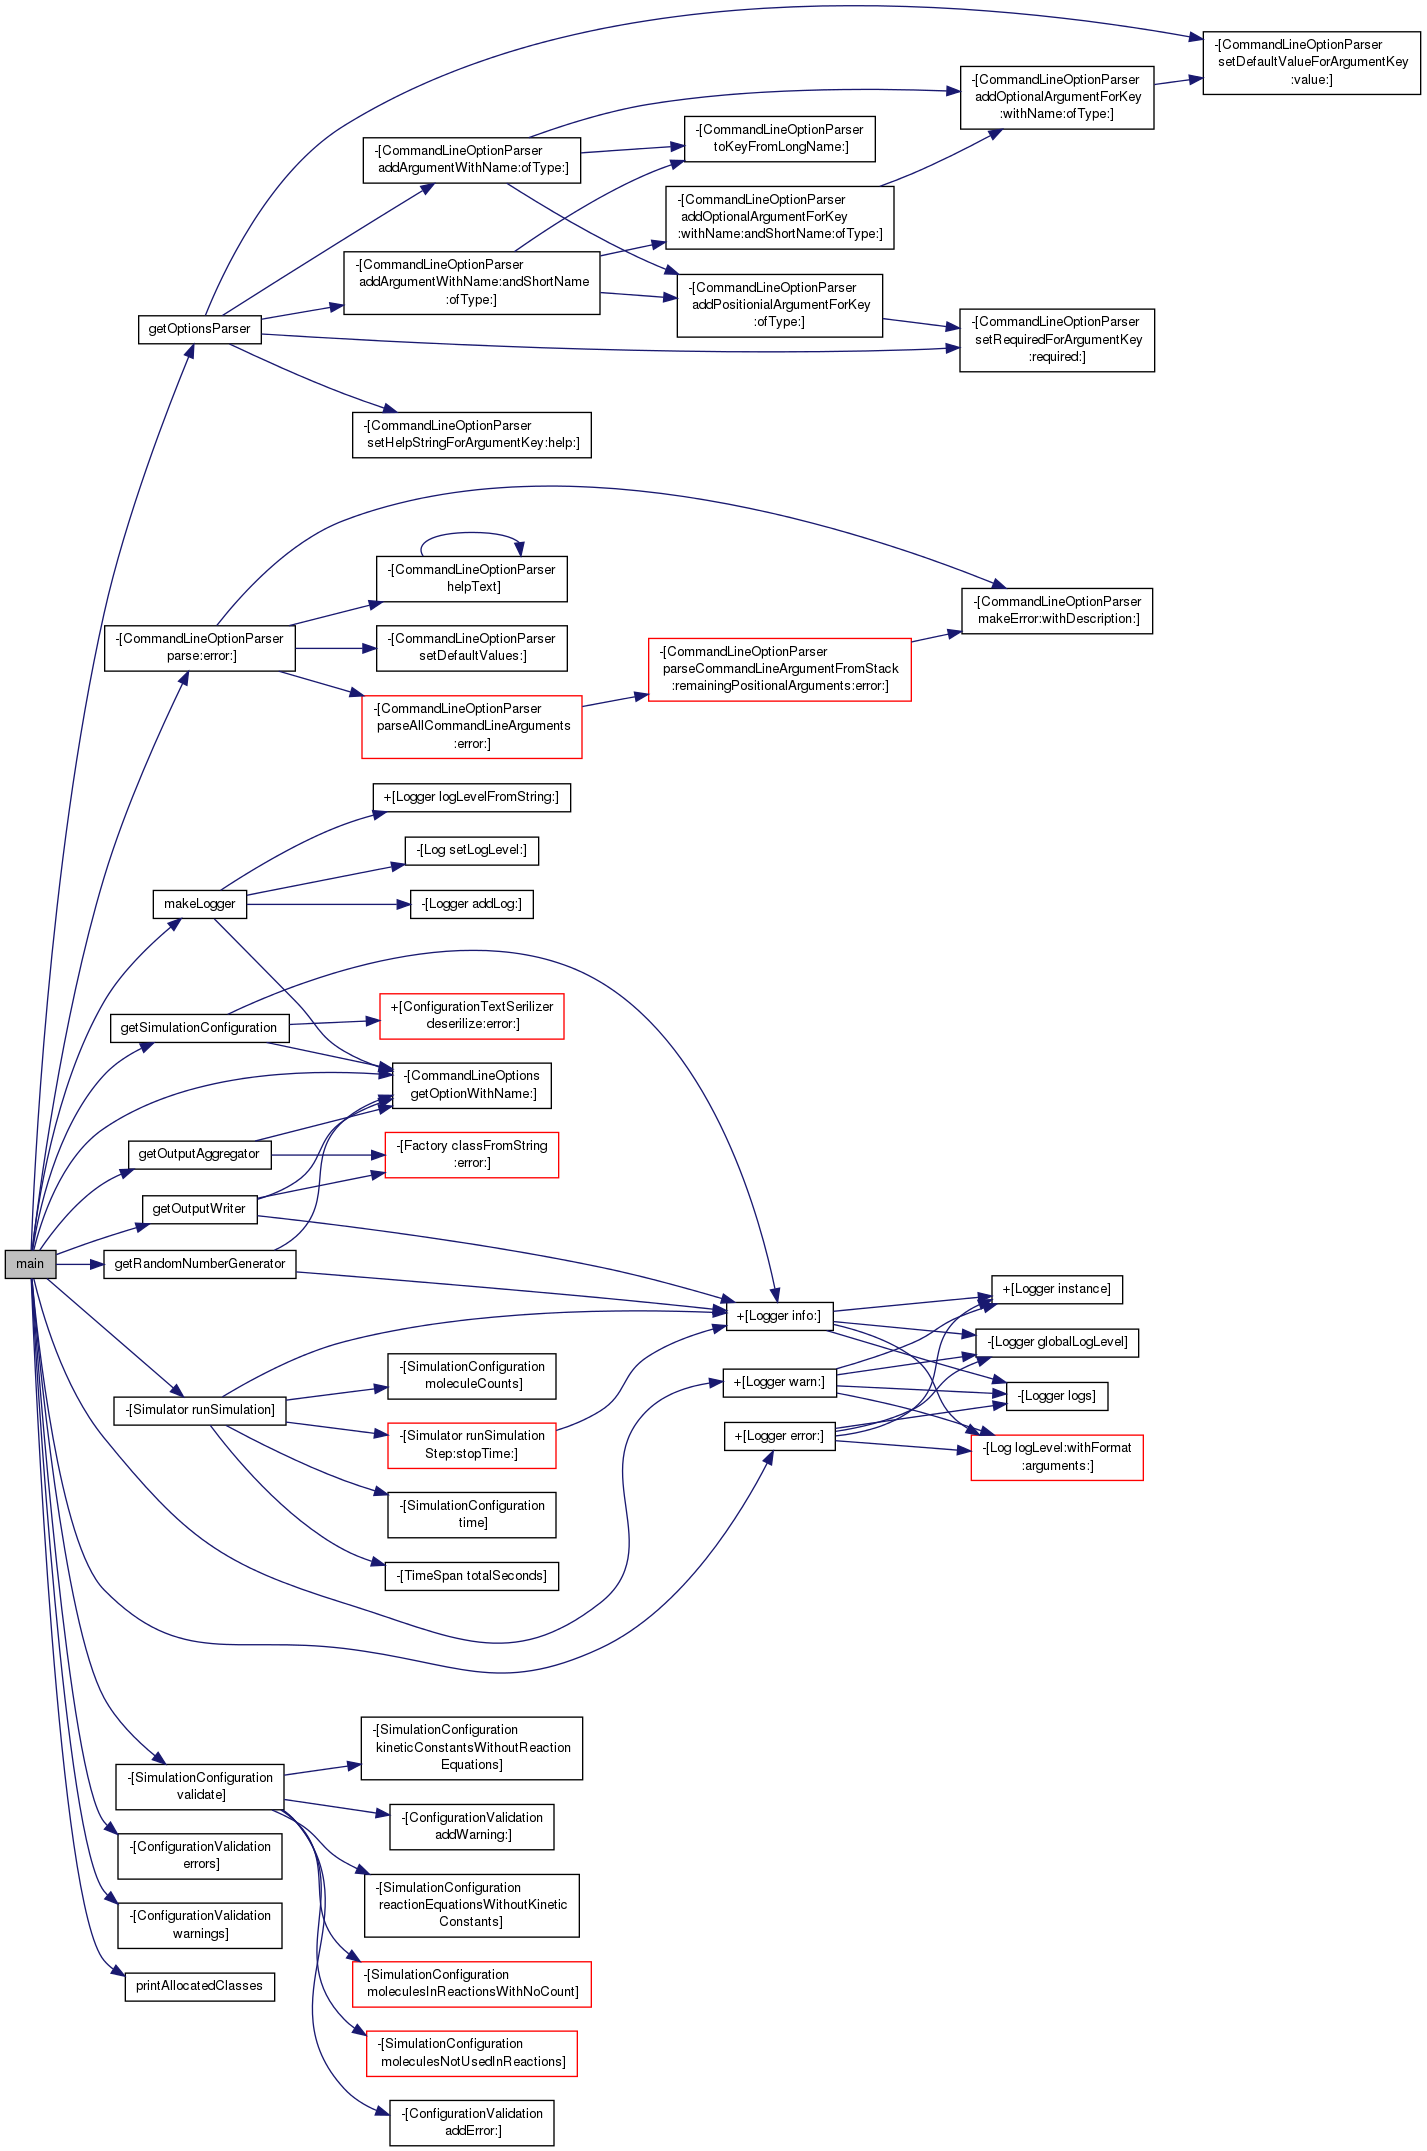 -[CommandLineOptionParser
setDefaultValueForArgumentKey
:value:]
-[CommandLineOptionParser
addOptionalArgumentForKey
:withName:ofType:]
-[CommandLineOptionParser
toKeyFromLongName:]
-[CommandLineOptionParser
addArgumentWithName:ofType:]
-[CommandLineOptionParser
addOptionalArgumentForKey
:withName:andShortName:ofType:]
-[CommandLineOptionParser
addArgumentWithName:andShortName
:ofType:]
-[CommandLineOptionParser
addPositionialArgumentForKey
:ofType:]
getOptionsParser
-[CommandLineOptionParser
setRequiredForArgumentKey
:required:]
-[CommandLineOptionParser
setHelpStringForArgumentKey:help:]
-[CommandLineOptionParser
helpText]
-[CommandLineOptionParser
makeError:withDescription:]
-[CommandLineOptionParser
parse:error:]
-[CommandLineOptionParser
setDefaultValues:]
-[CommandLineOptionParser
parseCommandLineArgumentFromStack
:remainingPositionalArguments:error:]
-[CommandLineOptionParser
parseAllCommandLineArguments
:error:]
+[Logger logLevelFromString:]
-[Log setLogLevel:]
makeLogger
-[Logger addLog:]
+[ConfigurationTextSerilizer
deserilize:error:]
getSimulationConfiguration
-[CommandLineOptions
getOptionWithName:]
getOutputAggregator
-[Factory classFromString
:error:]
getOutputWriter
main
getRandomNumberGenerator
+[Logger instance]
+[Logger info:]
-[Logger globalLogLevel]
-[SimulationConfiguration
moleculeCounts]
+[Logger warn:]
-[Logger logs]
-[Simulator runSimulation]
-[Simulator runSimulation
Step:stopTime:]
+[Logger error:]
-[Log logLevel:withFormat
:arguments:]
-[SimulationConfiguration
time]
-[TimeSpan totalSeconds]
-[SimulationConfiguration
kineticConstantsWithoutReaction
Equations]
-[SimulationConfiguration
validate]
-[ConfigurationValidation
addWarning:]
-[ConfigurationValidation
errors]
-[SimulationConfiguration
reactionEquationsWithoutKinetic
Constants]
-[ConfigurationValidation
warnings]
-[SimulationConfiguration
moleculesInReactionsWithNoCount]
printAllocatedClasses
-[SimulationConfiguration
moleculesNotUsedInReactions]
-[ConfigurationValidation
addError:]